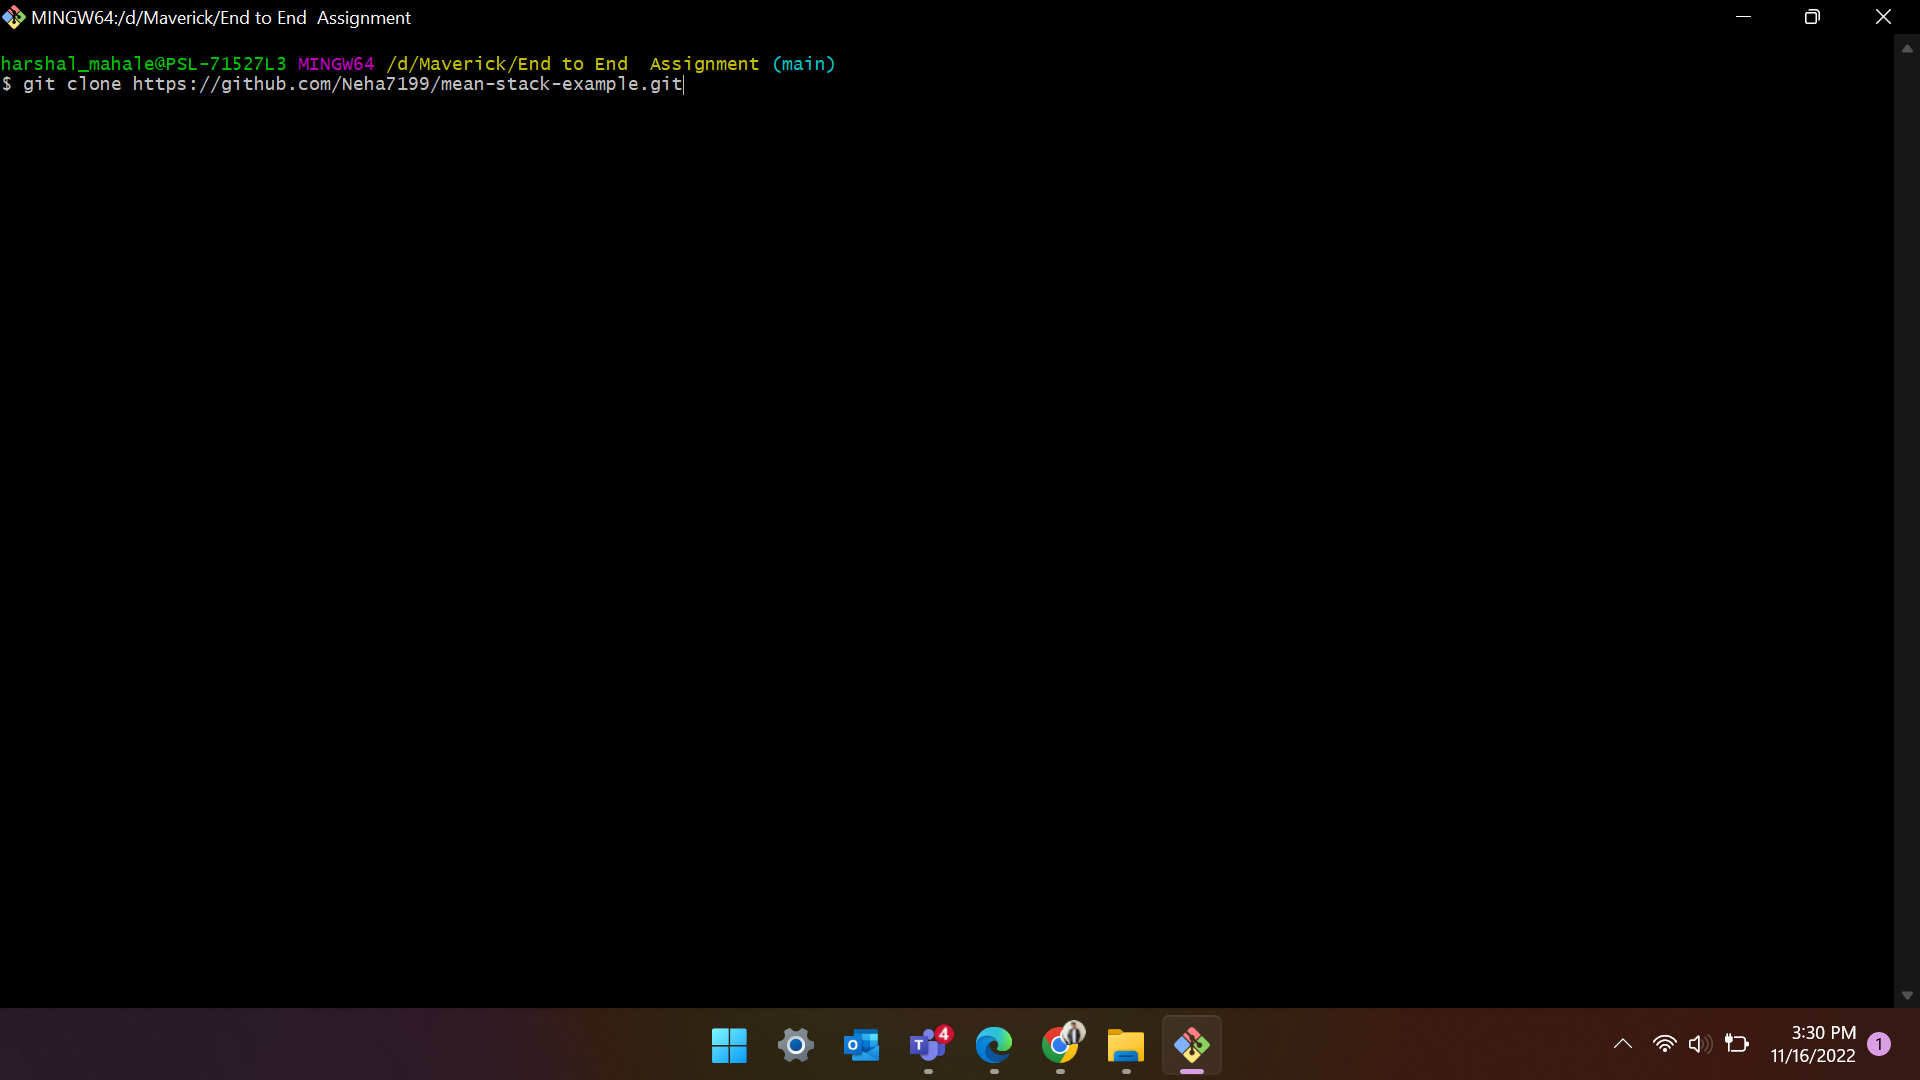 MINGW64:/d/Maverick/End to End  Assignment
harshal_mahale@PSL-71527L3 MINGW64 /d/Maverick/End to End  Assignment (main)
$ git clone https://github.com/Neha7199/mean-stack-example.git
4
3:30 PM
11/16/2022
1